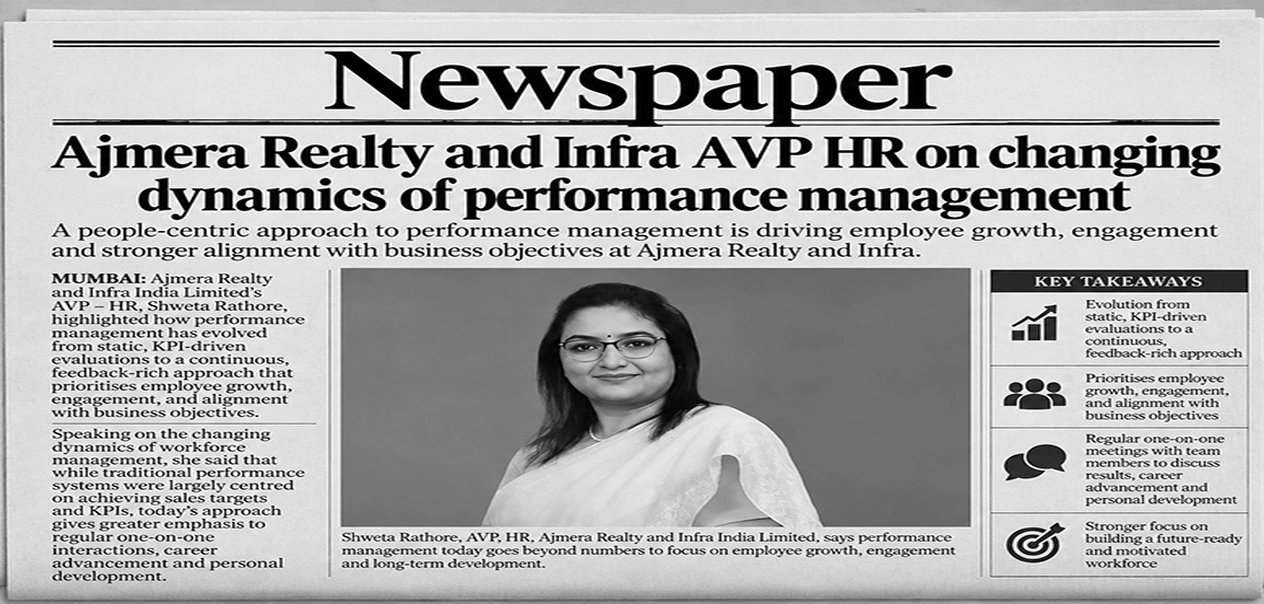 Newspaper
Ajmera Realty and Infra AVP HR on changing
dynamics of performance management
A people-centric approach to performance management is driving employee growth, engagement
and stronger alignment with business objectives at Ajmera Realty and Infra.
MUMBAI: Ajmera Realty
and Infra India Limited's
AVP – HR, Shweta Rathore,
highlighted how performance
management has evolved
from static, KPI-driven
evaluations to a continuous,
feedback-rich approach that
prioritises employee growth,
engagement, and alignment
with business objectives.
Speaking on the changing
dynamics of workforce
management, she said that
while traditional performance
systems were largely centred
on achieving sales targets
and KPIs, today's approach
gives greater emphasis to
regular one-on-one
interactions, career
advancement and personal
development.
Shweta Rathore, AVP, HR, Ajmera Realty and Infra India Limited, says performance
management today goes beyond numbers to focus on employee growth, engagement
and long-term development.
KEY TAKEAWAYS
Evolution from
static, KPI-driven
evaluations to a
continuous,
feedback-rich approach
Prioritises employee
growth, engagement,
and alignment with
business objectives
Regular one-on-one
meetings with team
members to discuss
results, career
advancement and
personal development
Stronger focus on
building a future-ready
and motivated
workforce